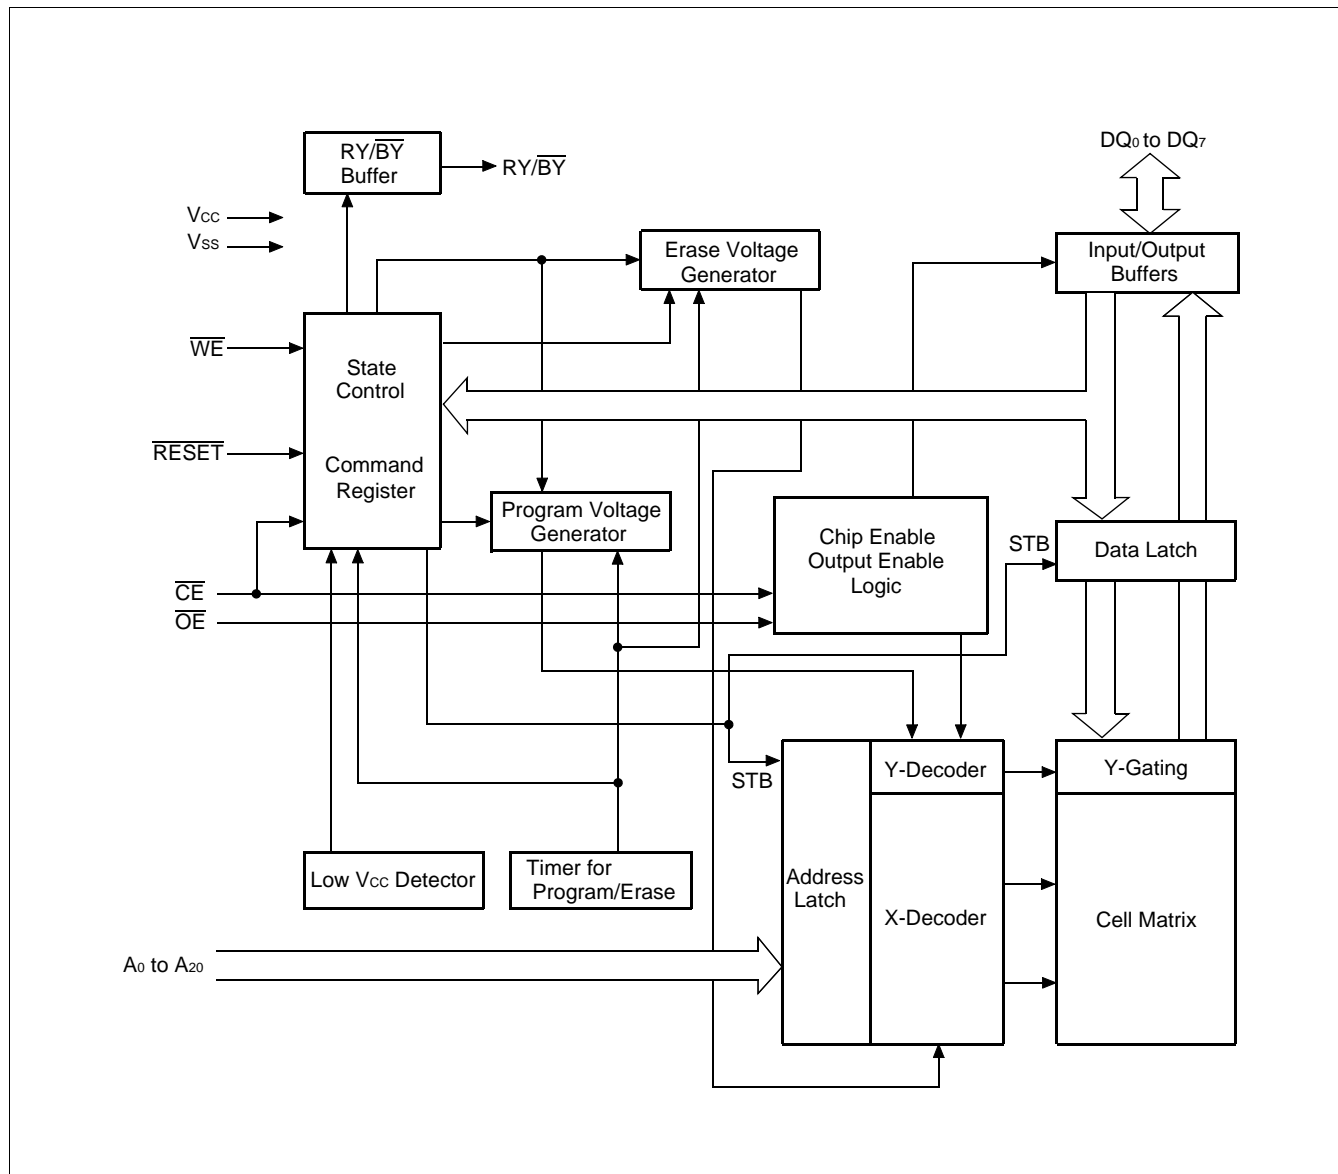 RY/BY
Buffer
RY/BY
DQ0 to DQ7
VCC
VSS
Erase Voltage
Generator
Input/Output
Buffers
WE
State
Control
RESET
Command
Register
Program Voltage
Generator
Chip Enable
Output Enable
Logic
STB
Data Latch
CE
OE
STB
Y-Decoder
Y-Gating
Low VCC Detector
Timer for
Program/Erase
Address
Latch
X-Decoder
Cell Matrix
A0 to A20